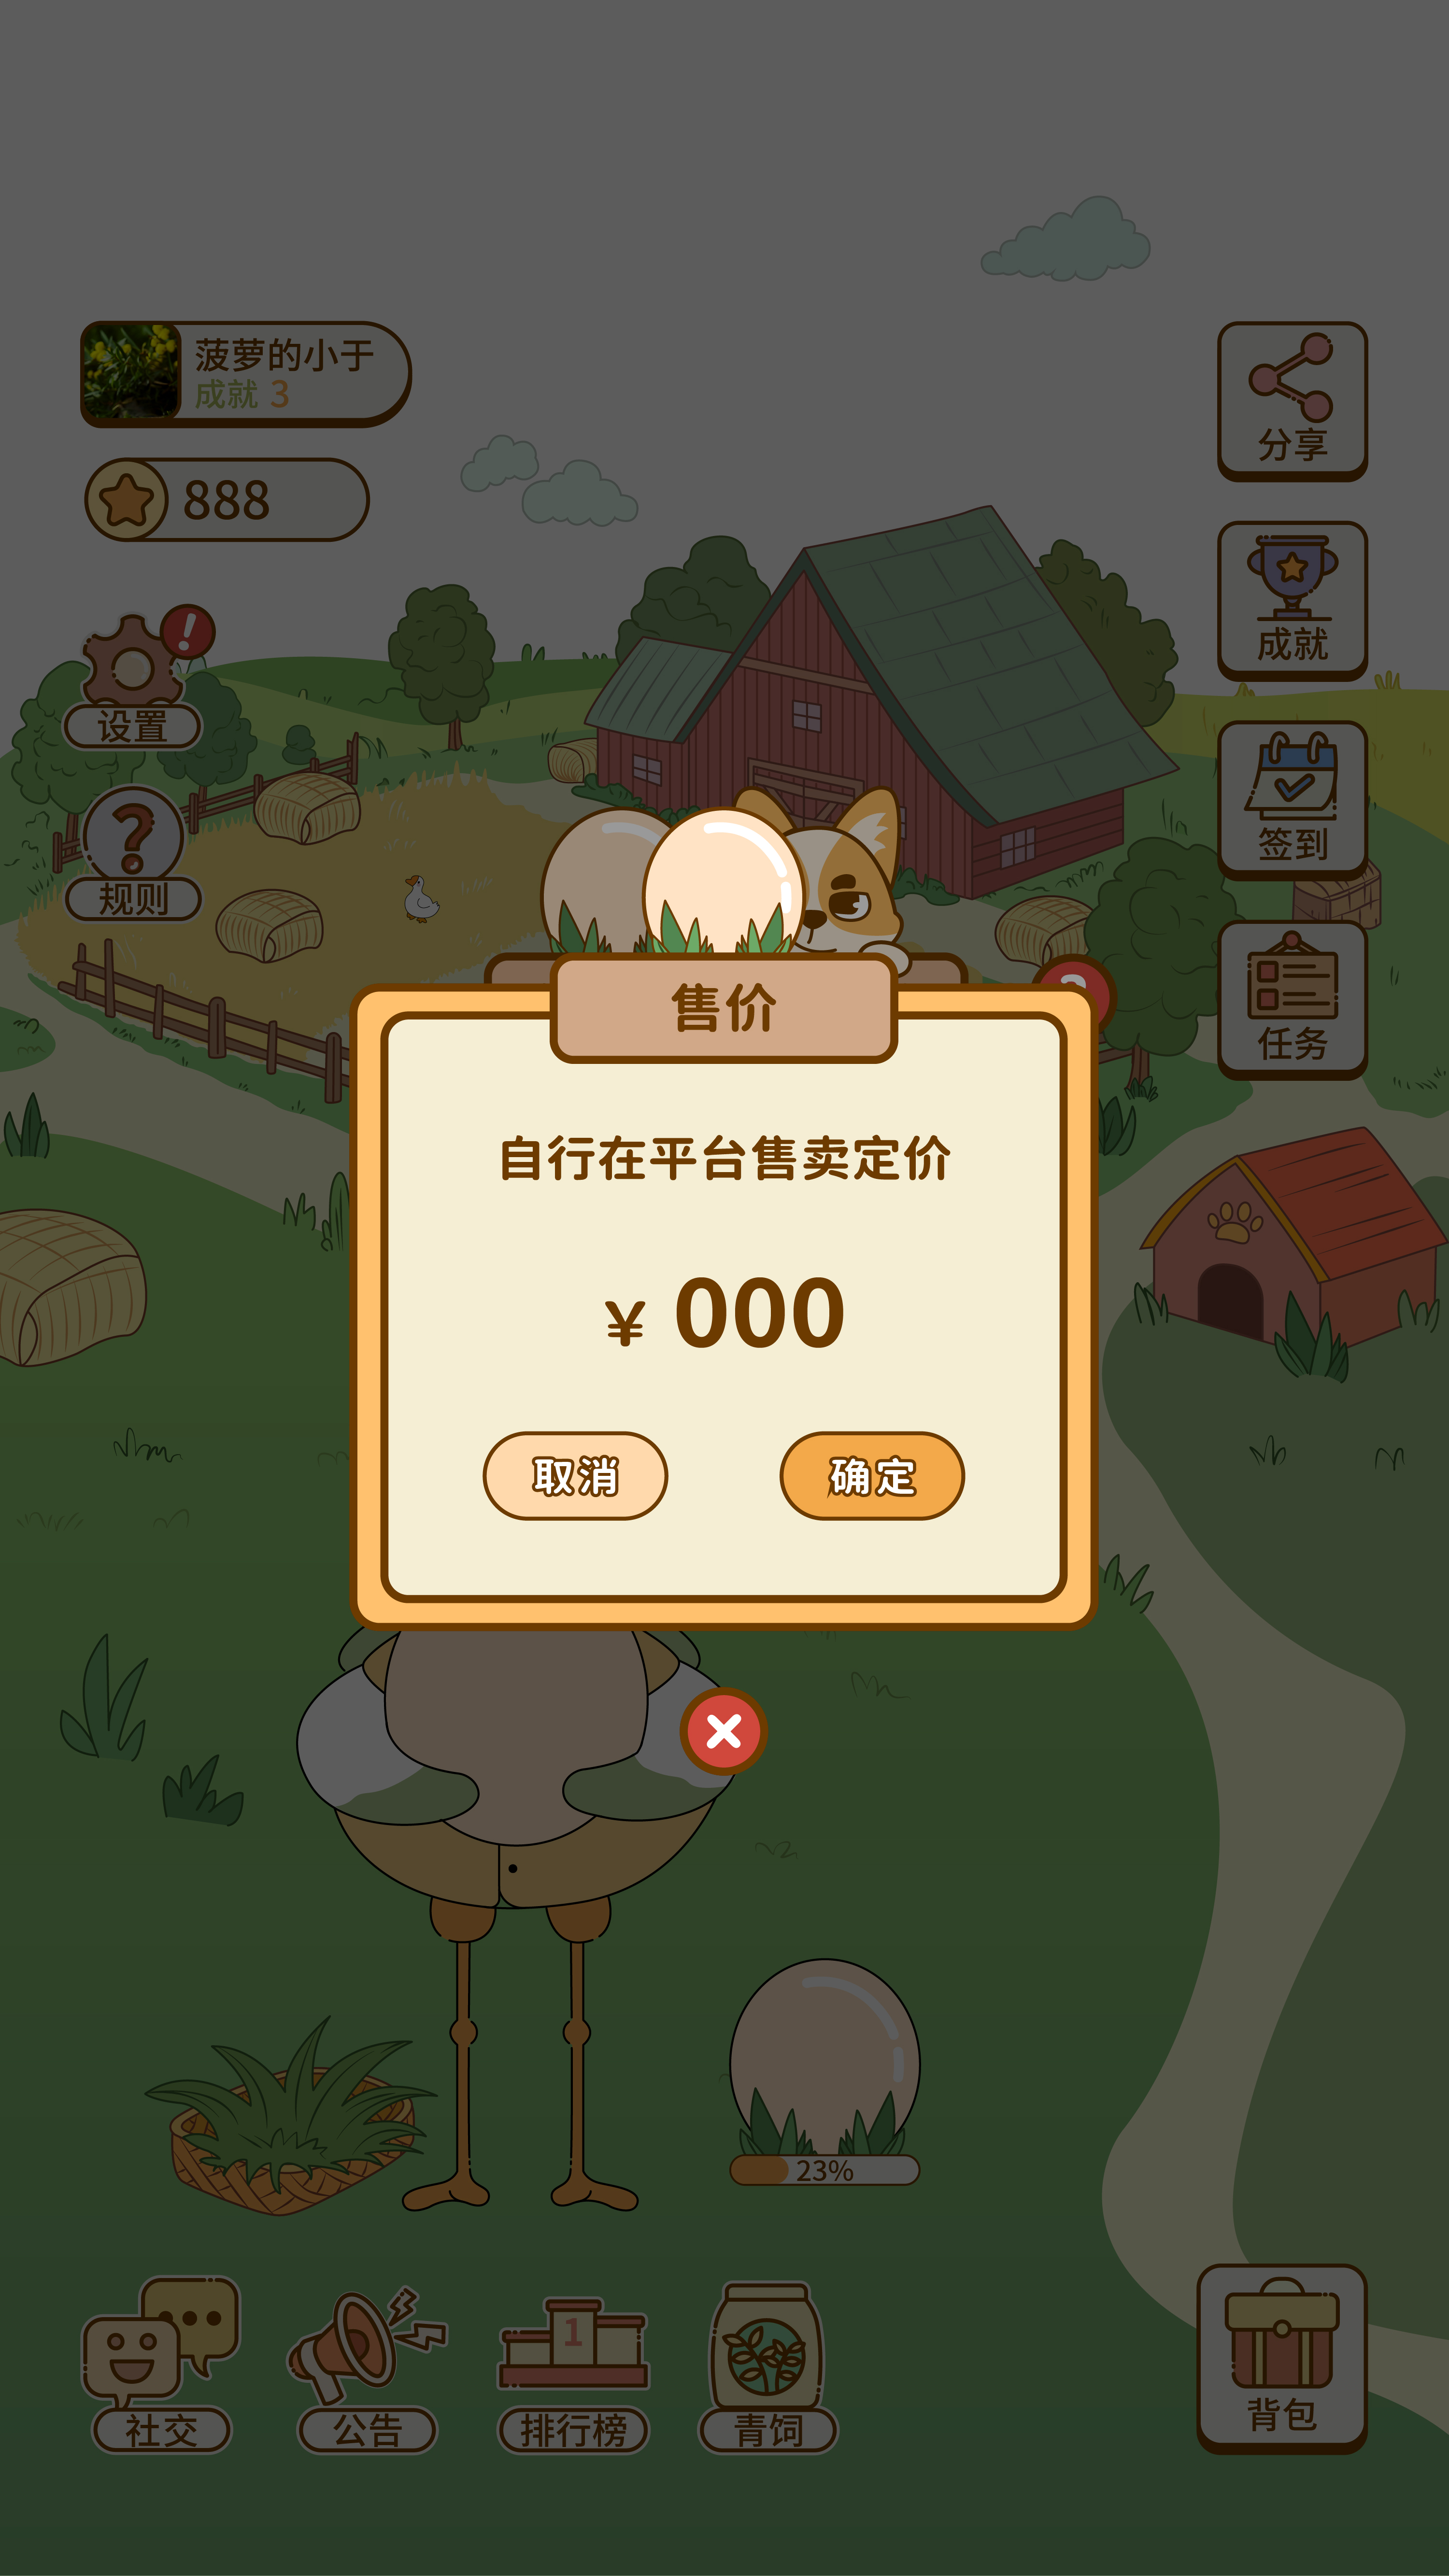 菠萝的小于
成就 3
888
分享
成就
设置
签到
规则
任务
售价
自行在平台售卖定价
¥ 000
取消
确定
23%
1
社交
公告
排行榜
青饲
背包